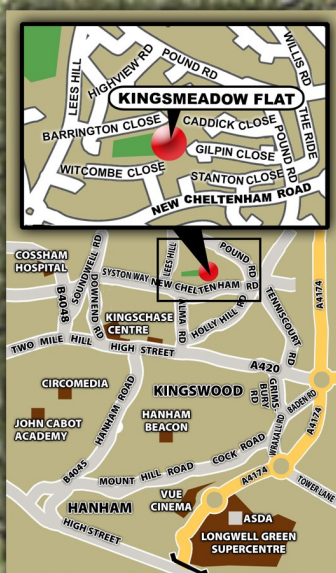 LEES HILL
HIGHVIEW RD
POUND RD
WILLIS RD
THE RIDE
KINGSMEADOW FLAT
BARRINGTON CLOSE
CADDICK CLOSE
GILPIN CLOSE
POUND RD
WITCOMBE CLOSE
STANTON CLOSE
NEW CHELTENHAM ROAD
COSSHAM
HOSPITAL
SOUNDWELL RD
DOWNEND RD
LEES HILL
POUND RD
A4174
SYSTON WAY
NEW CHELTENHAM RD
B4048
KINGSCHASE
CENTRE
ALMA RD
HOLLY HILL RD
TENNISCOURT RD
TWO MILE HILL
HIGH STREET
A420
CIRCOMEDIA
HANHAM ROAD
KINGSWOOD
GRIMSBURY RD
BADEN RD
JOHN CABOT
ACADEMY
HANHAM
BEACON
WRAXALL RD
COCK ROAD
A4174
B4045
MOUNT HILL ROAD
TOWER LANE
HANHAM
VUE
CINEMA
A4174
HIGH STREET
ASDA
LONGWELL GREEN
SUPERCENTRE